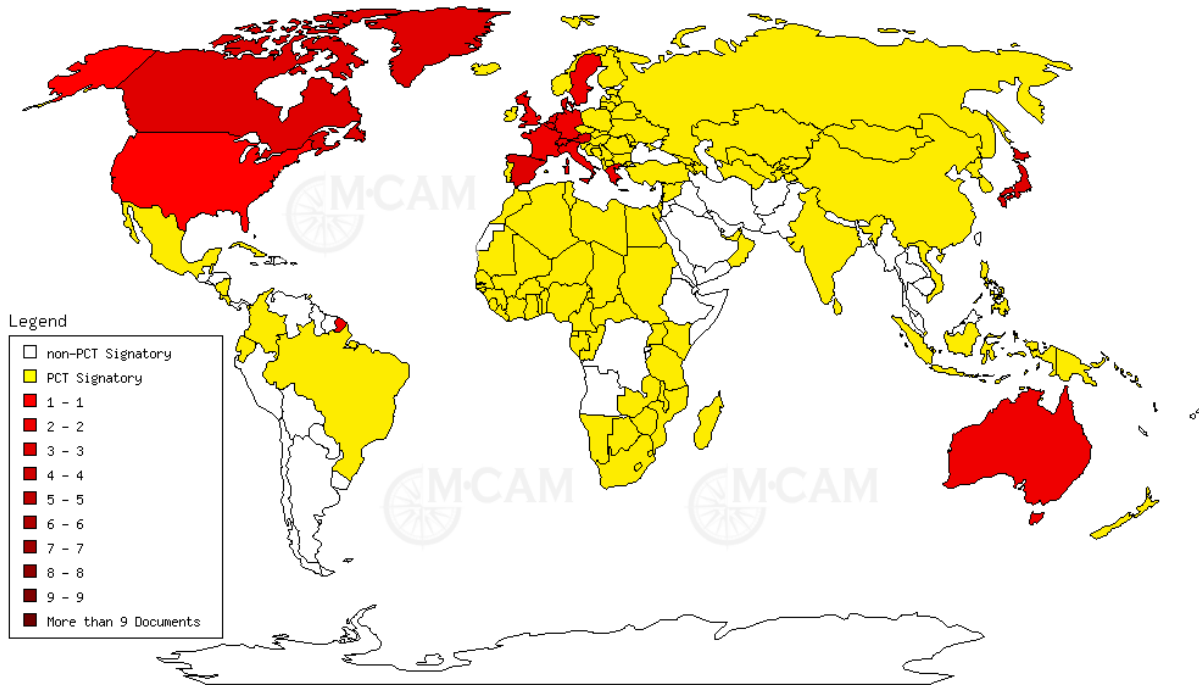 M·CAM
Legend
non-PCT Signatory
PCT Signatory
1 - 1
2 - 2
3 - 3
4 - 4
5 - 5
6 - 6
7 - 7
8 - 8
9 - 9
More than 9 Documents
M·CAM
M·CAM